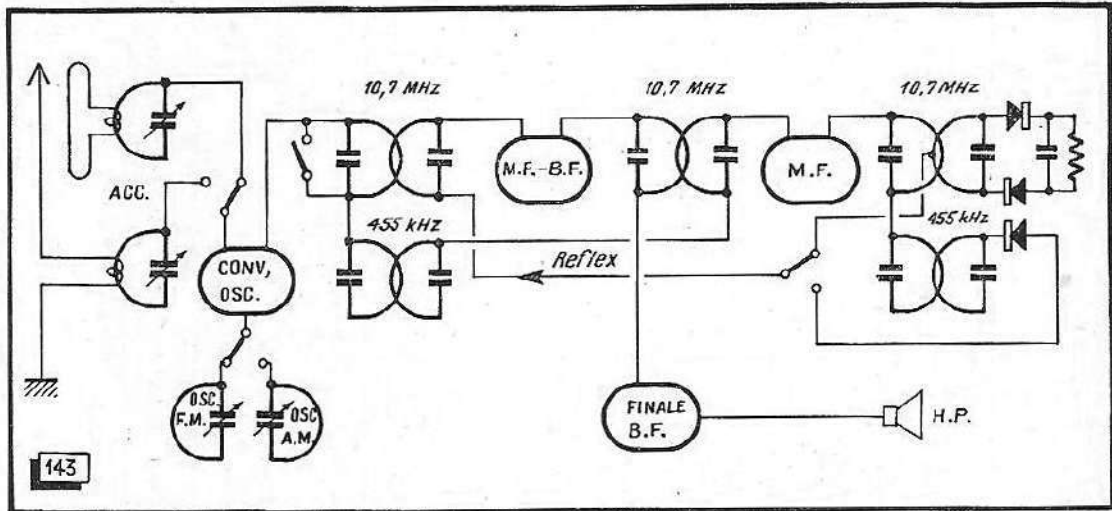 10,7 MHz
10,7 MHz
10,7 MHz
ACC.
M.F.-B.F.
M.F.
455 kHz
455 kHz
CONV,
OSC.
Reflex
OSC.
F.M.
OSC
A.M.
FINALE
B.F.
H.P.
143